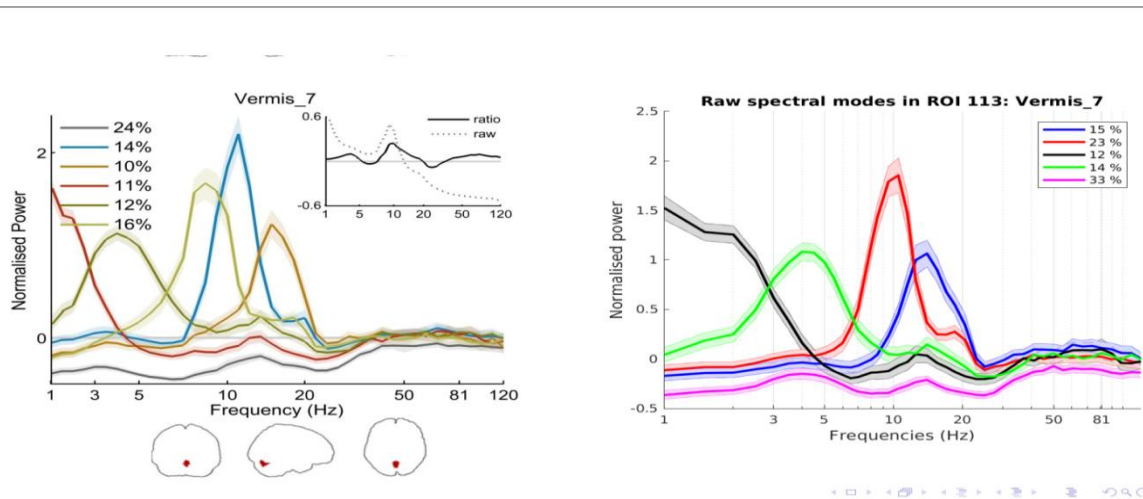 Vermis_7
24%
14%
10%
11%
12%
16%
ratio
raw
0.6
-0.6
1 5 10 20 50 120
Normalised Power
2
0
1 3 5 10 20 50 81 120
Frequency (Hz)
Raw spectral modes in ROI 113: Vermis_7
15 %
23 %
12 %
14 %
33 %
Normalised power
2.5
2
1.5
1
0.5
0
-0.5
1 3 5 10 20 50 81
Frequencies (Hz)